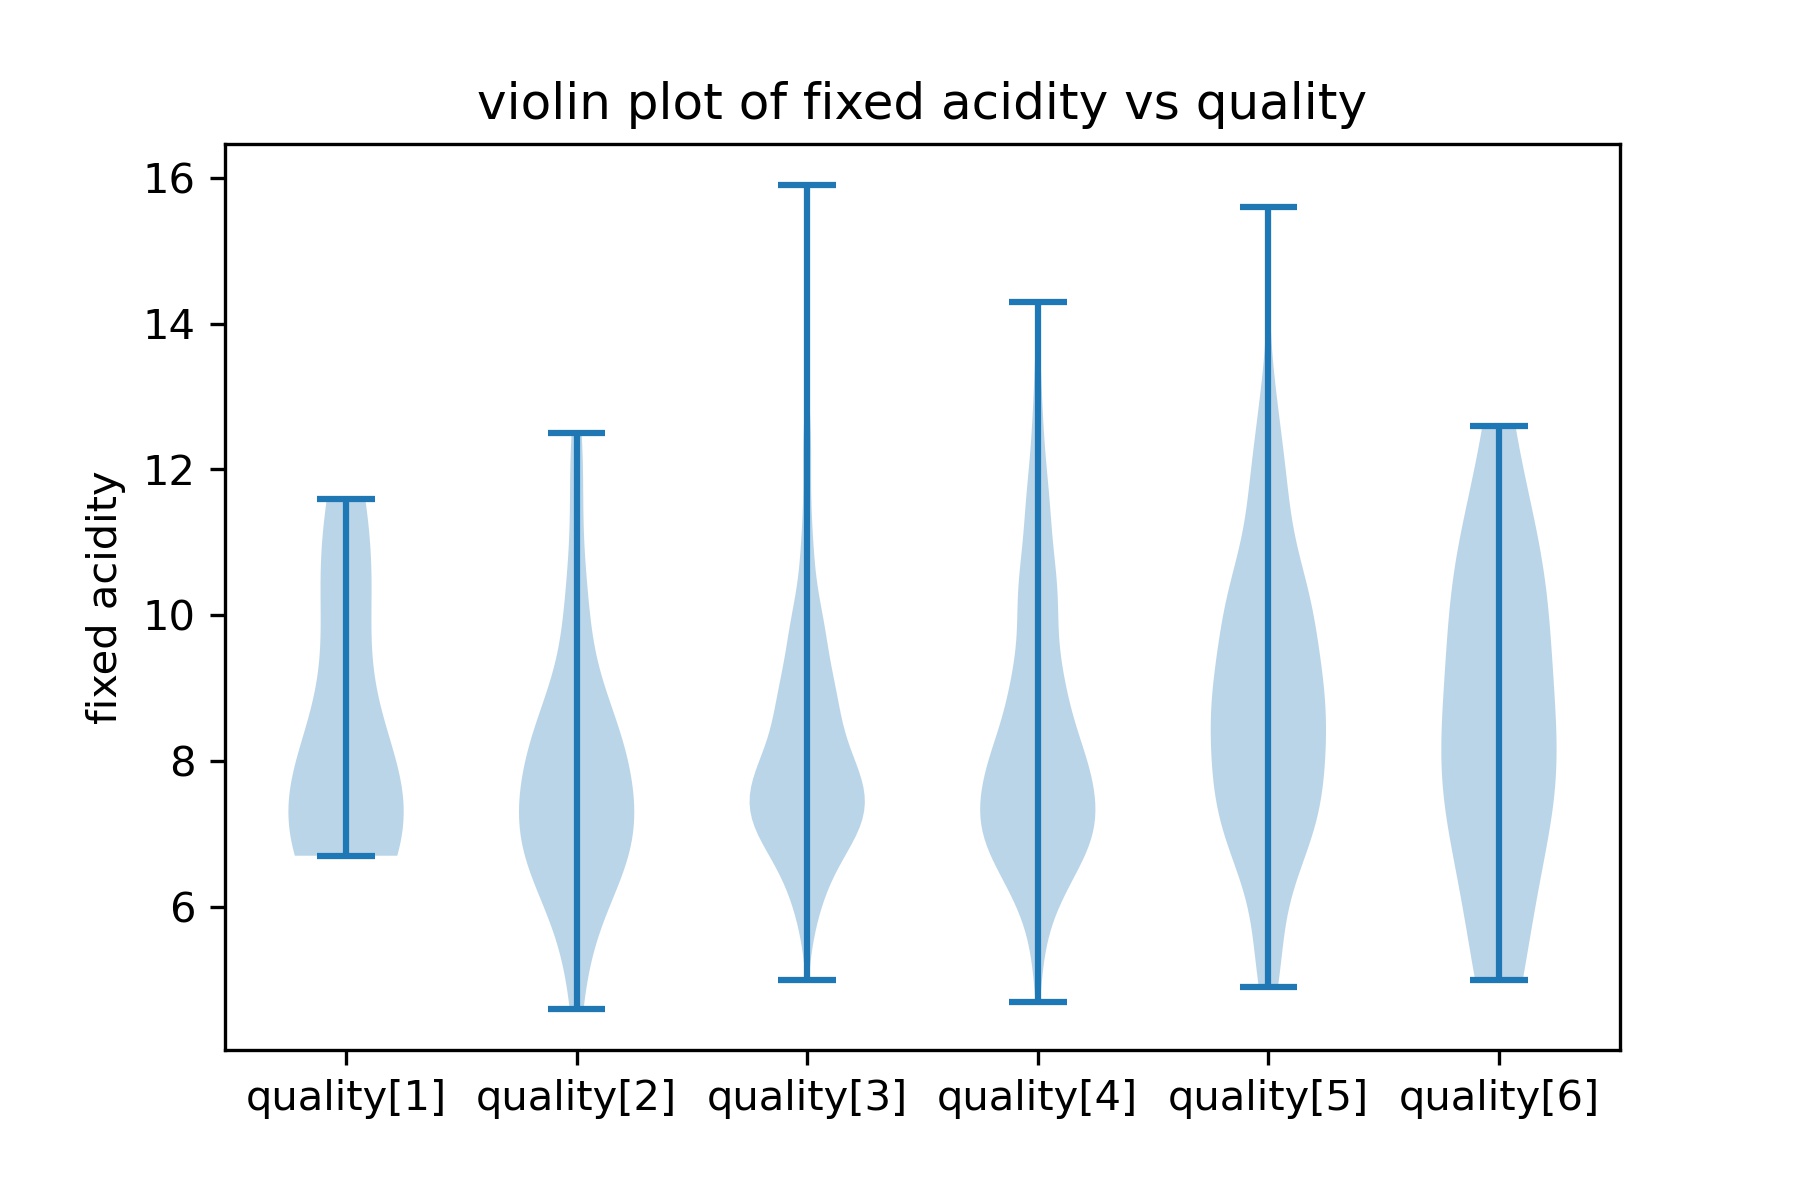 violin plot of fixed acidity vs quality
fixed acidity
16
14
12
10
8
6
quality[1] quality[2] quality[3] quality[4] quality[5] quality[6]